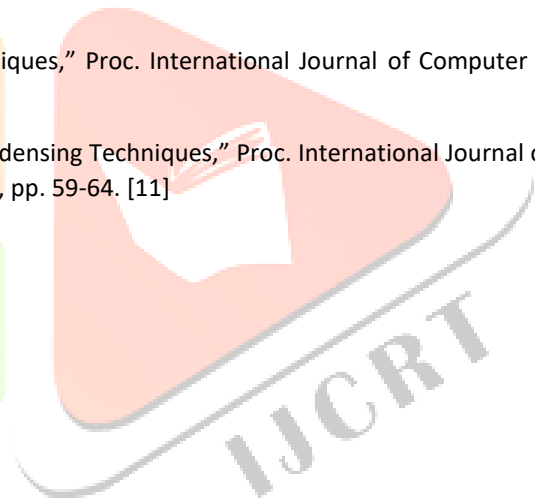 iques,” Proc. International Journal of Computer
densing Techniques,” Proc. International Journal o
, pp. 59-64. [11]
IJCRT